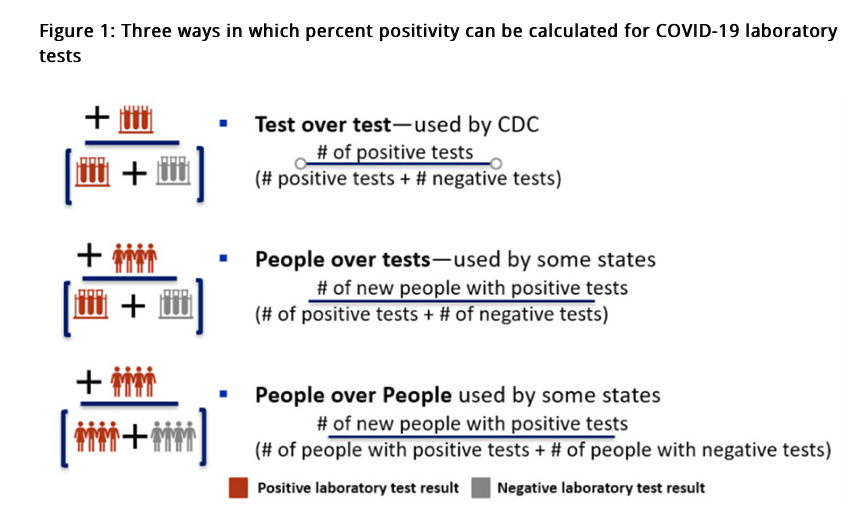 Figure 1: Three ways in which percent positivity can be calculated for COVID-19 laboratory
tests
+
[ + ]
▪ Test over test—used by CDC
# of positive tests
(# positive tests + # negative tests)
+
[ + ]
▪ People over tests—used by some states
# of new people with positive tests
(# of positive tests + # of negative tests)
+
[ + ]
▪ People over People used by some states
# of new people with positive tests
(# of people with positive tests + # of people with negative tests)
Positive laboratory test result Negative laboratory test result